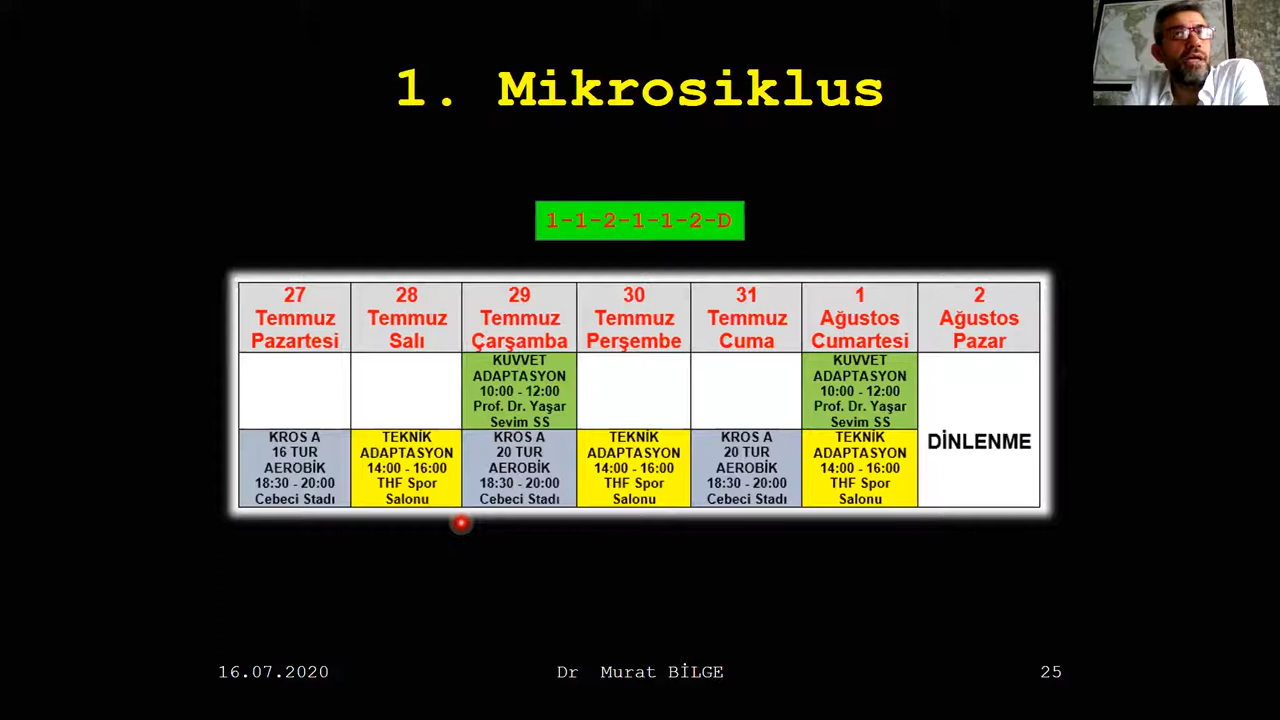 1. Mikrosiklus
1-1-2-1-1-2-D
27
Temmuz
Pazartesi
28
Temmuz
Salı
29
Temmuz
Çarşamba
30
Temmuz
Perşembe
31
Temmuz
Cuma
1
Ağustos
Cumartesi
2
Ağustos
Pazar
KUVVET
ADAPTASYON
10:00 - 12:00
Prof. Dr. Yaşar
Sevim SS
KUVVET
ADAPTASYON
10:00 - 12:00
Prof. Dr. Yaşar
Sevim SS
DİNLENME
KROS A
16 TUR
AEROBİK
18:30 - 20:00
Cebeci Stadı
TEKNİK
ADAPTASYON
14:00 - 16:00
THF Spor
Salonu
KROS A
20 TUR
AEROBİK
18:30 - 20:00
Cebeci Stadı
TEKNİK
ADAPTASYON
14:00 - 16:00
THF Spor
Salonu
KROS A
20 TUR
AEROBİK
18:30 - 20:00
Cebeci Stadı
TEKNİK
ADAPTASYON
14:00 - 16:00
THF Spor
Salonu
16.07.2020
Dr Murat BİLGE
25